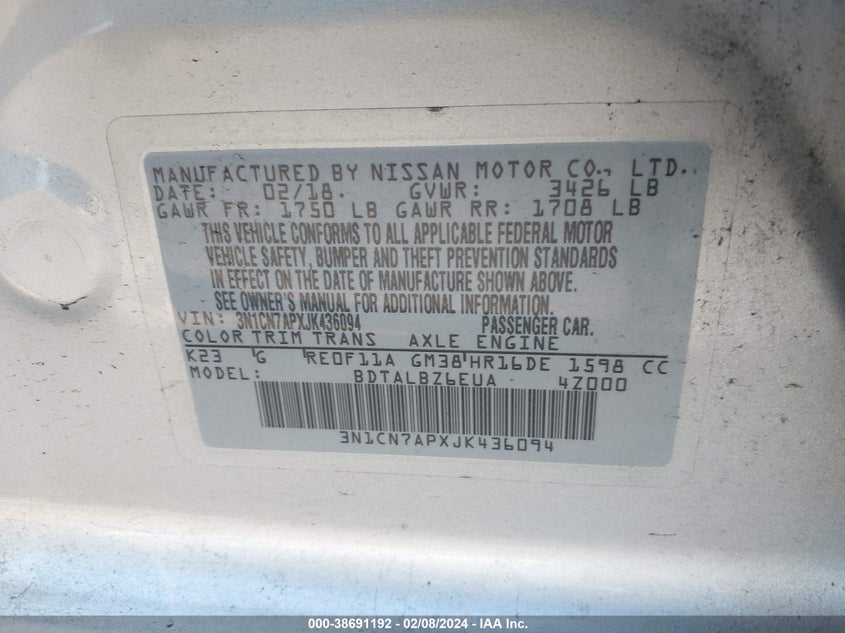 MANUFACTURED BY NISSAN MOTOR CO., LTD.
DATE: 02/18 GVWR: 3426 LB
GAWR FR: 1750 LB GAWR RR: 1708 LB
THIS VEHICLE CONFORMS TO ALL APPLICABLE FEDERAL MOTOR
VEHICLE SAFETY, BUMPER AND THEFT PREVENTION STANDARDS
IN EFFECT ON THE DATE OF MANUFACTURE SHOWN ABOVE.
SEE OWNER'S MANUAL FOR ADDITIONAL INFORMATION.
VIN: 3N1CN7APXJK436094 PASSENGER CAR.
COLOR TRIM TRANS AXLE ENGINE
K23 G RE0F11A GM38 HR16DE 1598 CC
MODEL: BDTALBZ6EUA 4Z000
3N1CN7APXJK436094
000-38691192 - 02/08/2024 - IAA Inc.